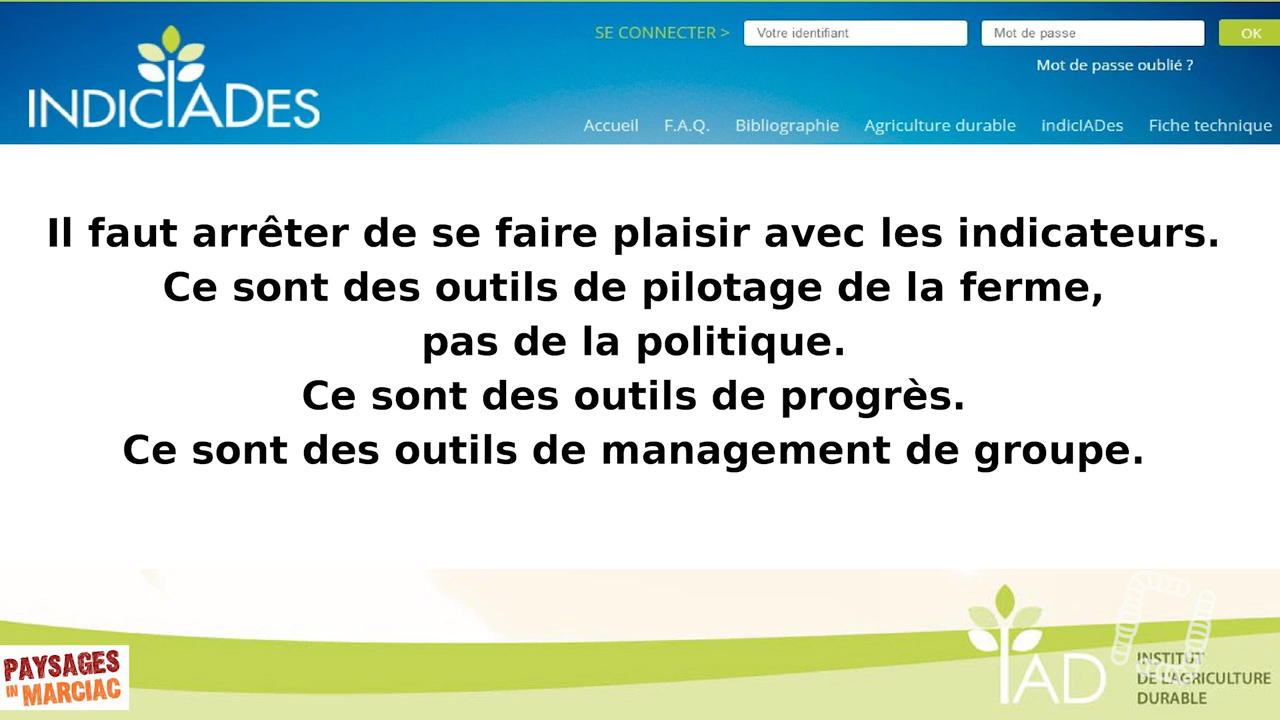 SE CONNECTER >
Votre identifiant
Mot de passe
OK
Mot de passe oublié ?
INDICIADES
Accueil
F.A.Q.
Bibliographie
Agriculture durable
indicIADes
Fiche technique
Il faut arrêter de se faire plaisir avec les indicateurs.
Ce sont des outils de pilotage de la ferme,
pas de la politique.
Ce sont des outils de progrès.
Ce sont des outils de management de groupe.
PAYSAGES
IN MARCIAC
IAD
INSTITUT
DE L'AGRICULTURE
DURABLE